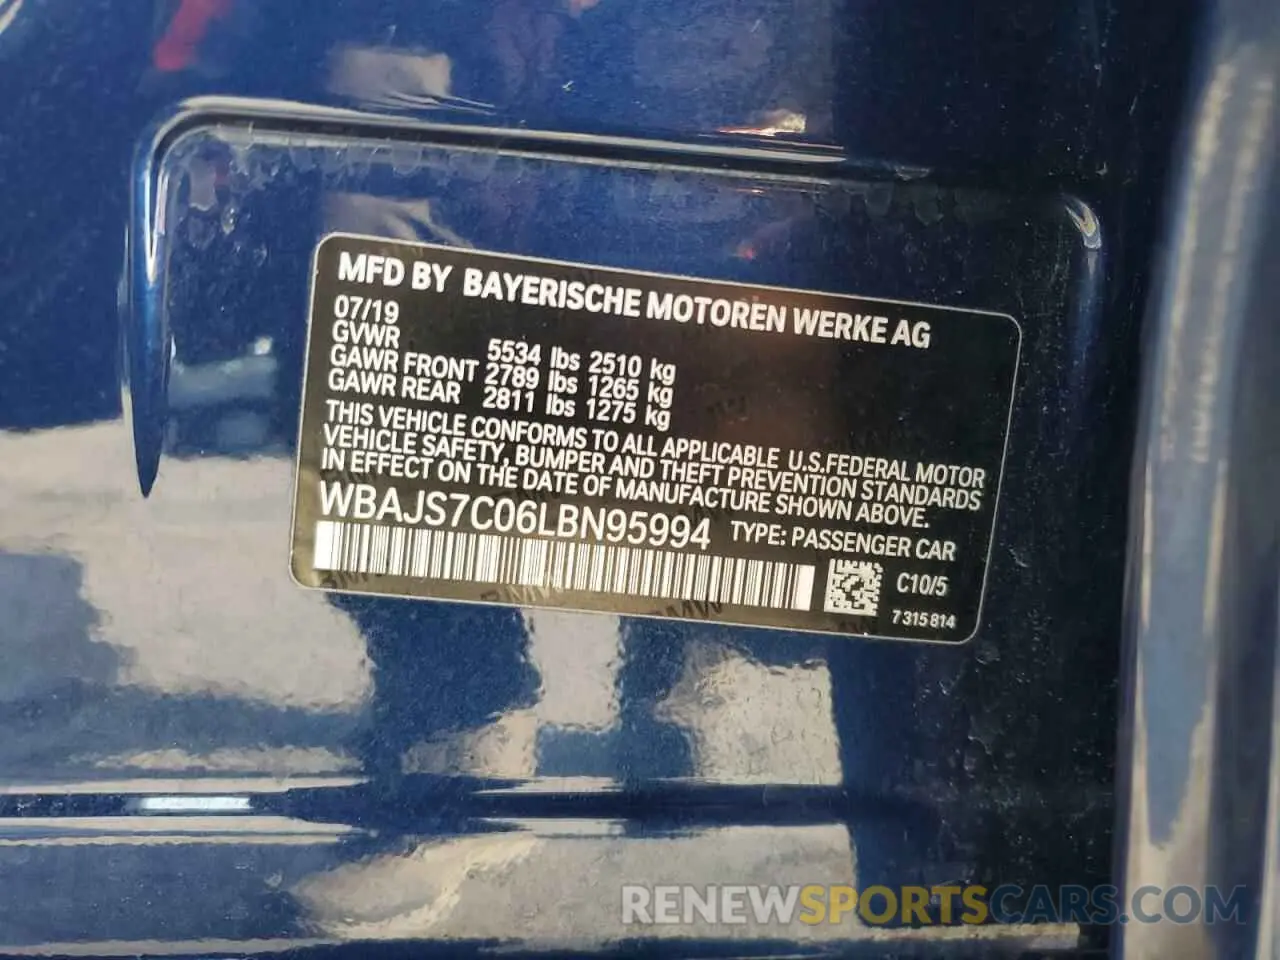 MFD BY BAYERISCHE MOTOREN WERKE AG
07/19
GVWR 5534 lbs 2510 kg
GAWR FRONT 2789 lbs 1265 kg
GAWR REAR 2811 lbs 1275 kg
THIS VEHICLE CONFORMS TO ALL APPLICABLE U.S.FEDERAL MOTOR
VEHICLE SAFETY, BUMPER AND THEFT PREVENTION STANDARDS
IN EFFECT ON THE DATE OF MANUFACTURE SHOWN ABOVE.
WBAJS7C06LBN95994 TYPE: PASSENGER CAR
C10/5
7 315 814
RENEWSPORTSCARS.COM